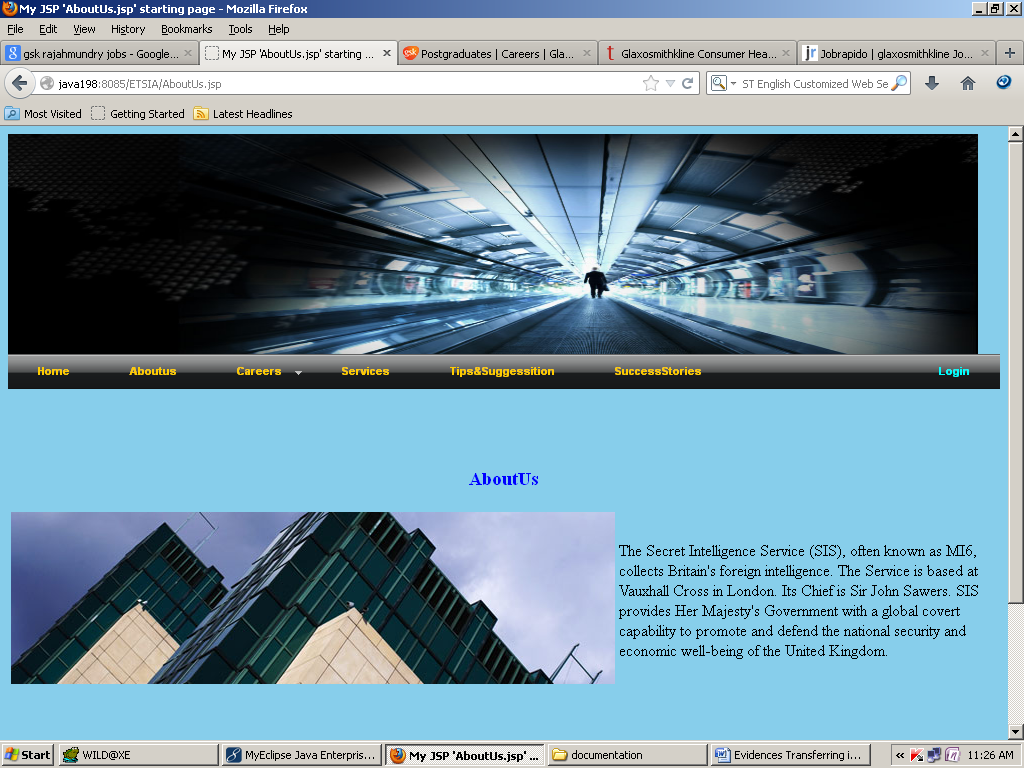 My JSP 'AboutUs.jsp' starting page - Mozilla Firefox
File Edit View History Bookmarks Tools Help
gsk rajahmundry jobs - Google... My JSP 'AboutUs.jsp' starting ... Postgraduates | Careers | Gla... Glaxosmithkline Consumer Hea... Jobrapido | glaxosmithkline Jo...
java198:8085/ETSIA/AboutUs.jsp ST English Customized Web Se
Most Visited Getting Started Latest Headlines
Home Aboutus Careers Services Tips&Suggessition SuccessStories Login
AboutUs
The Secret Intelligence Service (SIS), often known as MI6,
collects Britain's foreign intelligence. The Service is based at
Vauxhall Cross in London. Its Chief is Sir John Sawers. SIS
provides Her Majesty's Government with a global covert
capability to promote and defend the national security and
economic well-being of the United Kingdom.
Start WILD@XE MyEclipse Java Enterpris... My JSP 'AboutUs.jsp' ... documentation Evidences Transferring i... « 11:26 AM